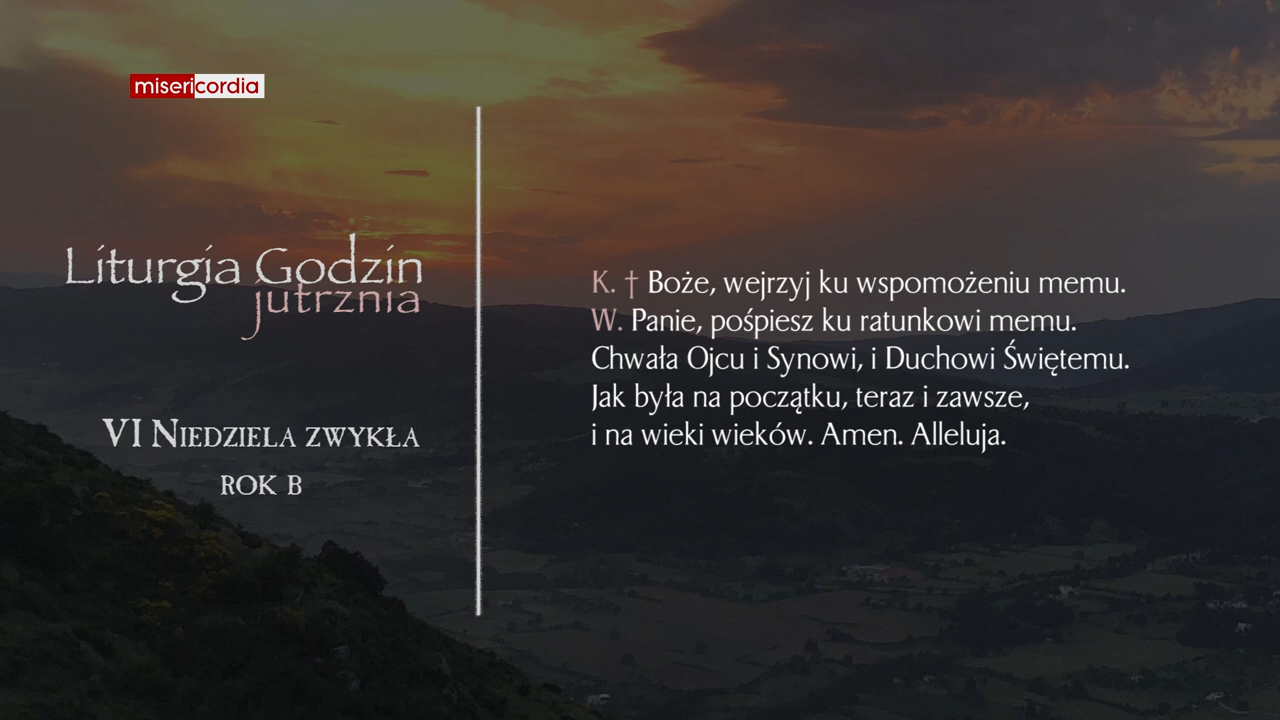 misericordia
Liturgia Godzin
jutrznia
VI Niedziela zwykła
rok B
K. † Boże, wejrzyj ku wspomożeniu memu.
W. Panie, pośpiesz ku ratunkowi memu.
Chwała Ojcu i Synowi, i Duchowi Świętemu.
Jak była na początku, teraz i zawsze,
i na wieki wieków. Amen. Alleluja.